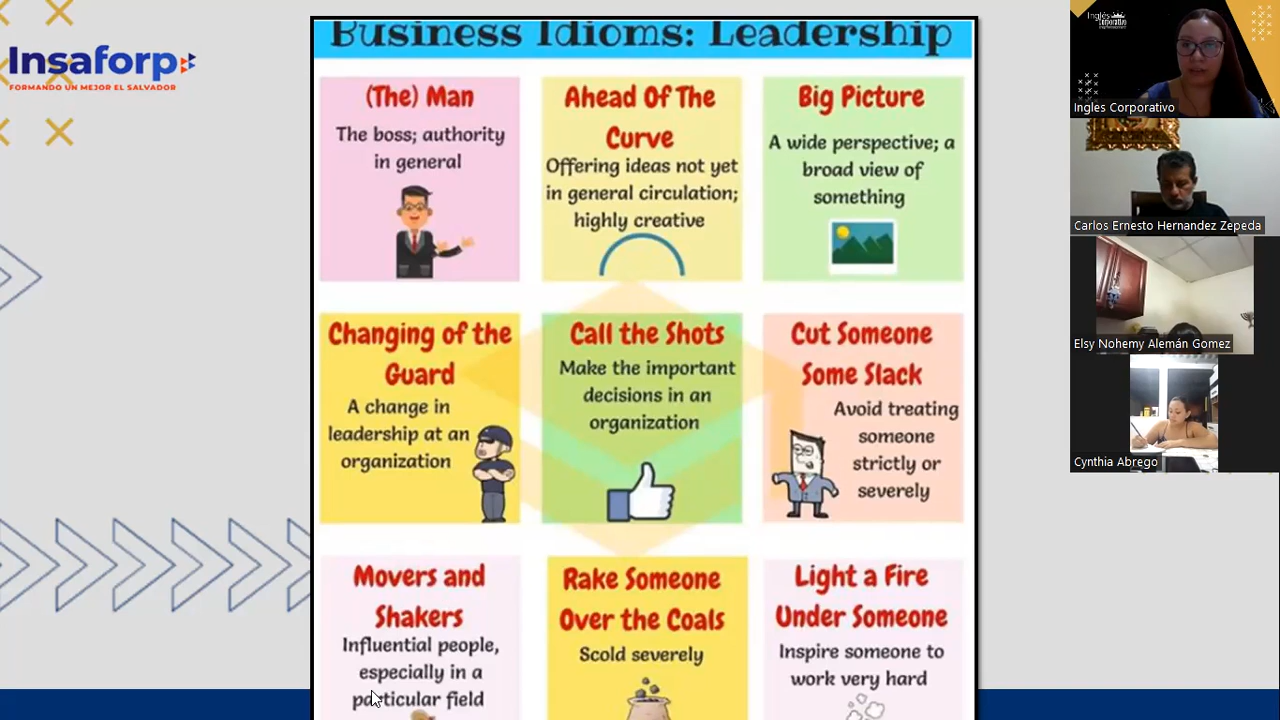 Insaforp
FORMANDO UN MEJOR EL SALVADOR
Business Idioms: Leadership
(The) Man
The boss; authority
in general
Ahead Of The
Curve
Offering ideas not yet
in general circulation;
highly creative
Big Picture
A wide perspective; a
broad view of
something
Changing of the
Guard
A change in
leadership at an
organization
Call the Shots
Make the important
decisions in an
organization
Cut Someone
Some Slack
Avoid treating
someone
strictly or
severely
Movers and
Shakers
Influential people,
especially in a
particular field
Rake Someone
Over the Coals
Scold severely
Light a Fire
Under Someone
Inspire someone to
work very hard
Inglés
Corporativo
Ingles Corporativo
Carlos Ernesto Hernandez Zepeda
Elsy Nohemy Alemán Gomez
Cynthia Abrego